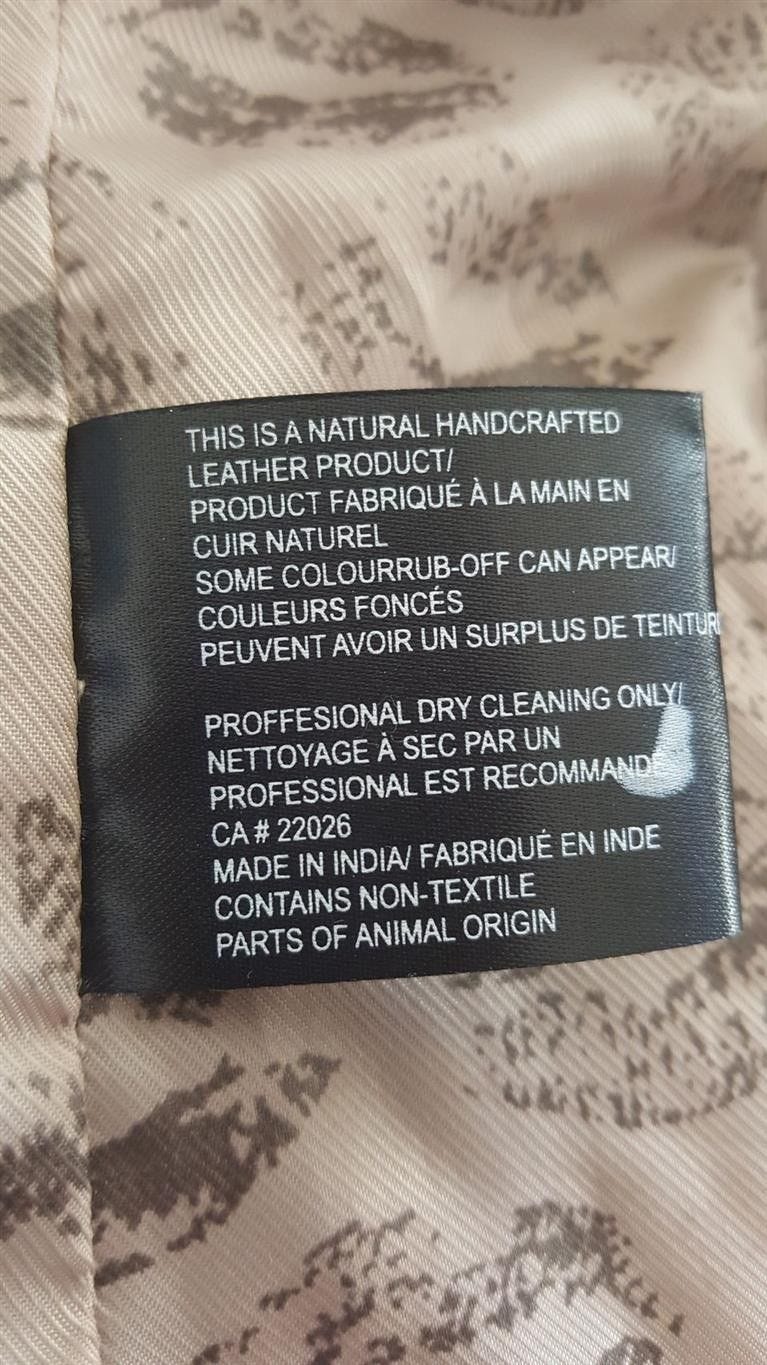 THIS IS A NATURAL HANDCRAFTED
LEATHER PRODUCT/
PRODUCT FABRIQUÉ À LA MAIN EN
CUIR NATUREL
SOME COLOURRUB-OFF CAN APPEAR/
COULEURS FONCÉS
PEUVENT AVOIR UN SURPLUS DE TEINTUR
PROFFESIONAL DRY CLEANING ONLY/
NETTOYAGE À SEC PAR UN
PROFESSIONAL EST RECOMMANDÉ
CA # 22026
MADE IN INDIA/ FABRIQUÉ EN INDE
CONTAINS NON-TEXTILE
PARTS OF ANIMAL ORIGIN